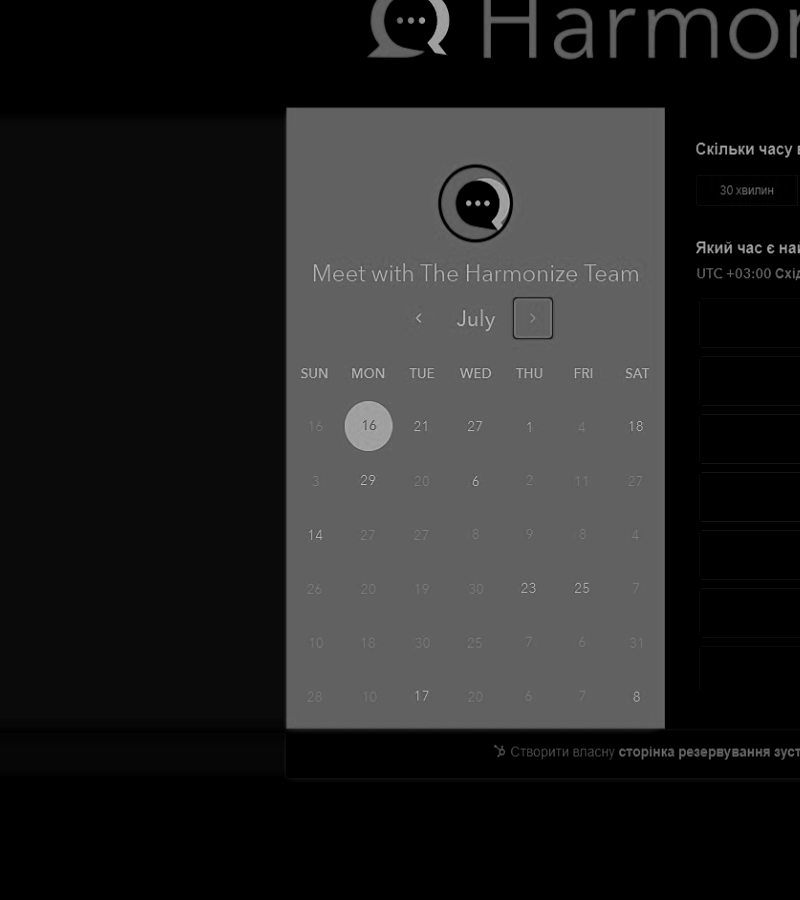 Harmon
Meet with The Harmonize Team
July
SUN MON TUE WED THU FRI SAT
16 16 21 27 1 4 18
3 29 20 6 2 11 27
14 27 27 8 9 8 4
26 20 19 30 23 25 7
10 18 30 25 7 6 31
28 10 17 20 6 7 8
Скільки часу
30 хвилин
Який час є
UTC +03:00
Створити власну сторінка резервування